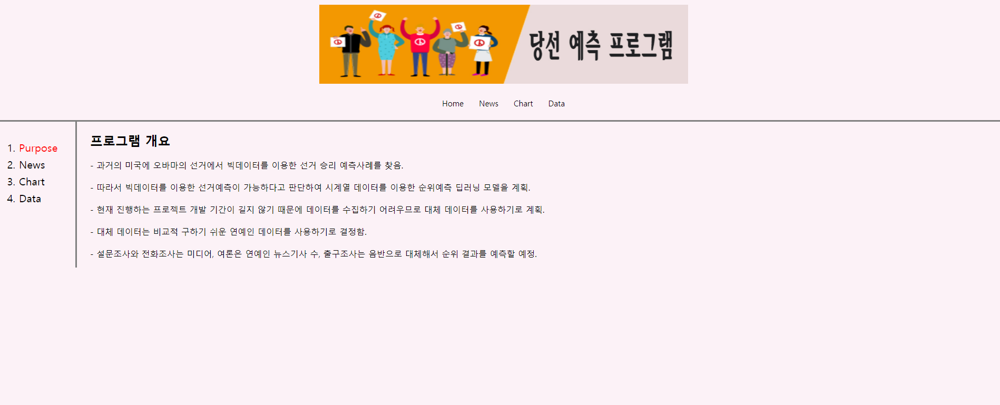 당선 예측 프로그램
Home News Chart Data
1. Purpose
2. News
3. Chart
4. Data
프로그램 개요
- 과거의 미국에 오바마의 선거에서 빅데이터를 이용한 선거 승리 예측사례를 찾음.
- 따라서 빅데이터를 이용한 선거예측이 가능하다고 판단하여 시계열 데이터를 이용한 순위예측 딥러닝 모델을 계획.
- 현재 진행하는 프로젝트 개발 기간이 길지 않기 때문에 데이터를 수집하기 어려우므로 대체 데이터를 사용하기로 계획.
- 대체 데이터는 비교적 구하기 쉬운 연예인 데이터를 사용하기로 결정함.
- 설문조사와 전화조사는 미디어, 여론은 연예인 뉴스기사 수, 출구조사는 음반으로 대체해서 순위 결과를 예측할 예정.